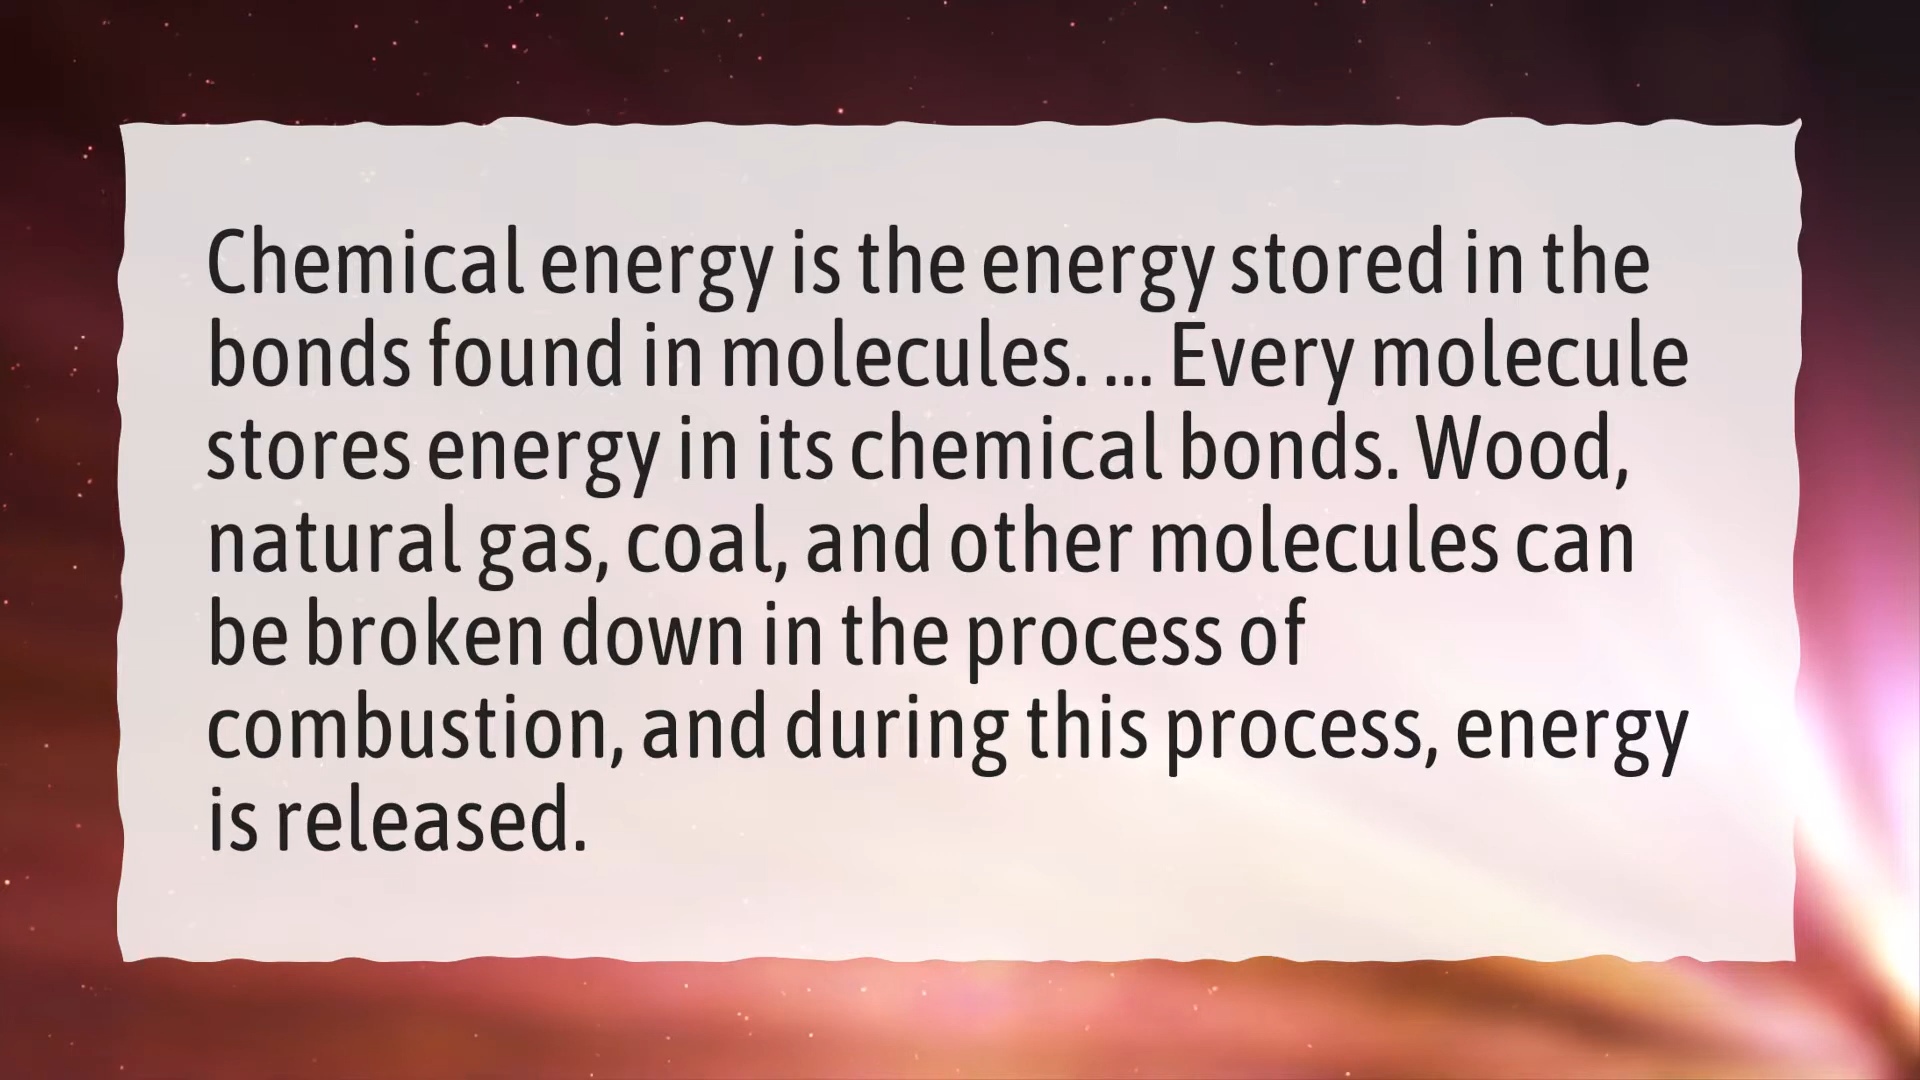 Chemical energy is the energy stored in the
bonds found in molecules. ... Every molecule
stores energy in its chemical bonds. Wood,
natural gas, coal, and other molecules can
be broken down in the process of
combustion, and during this process, energy
is released.